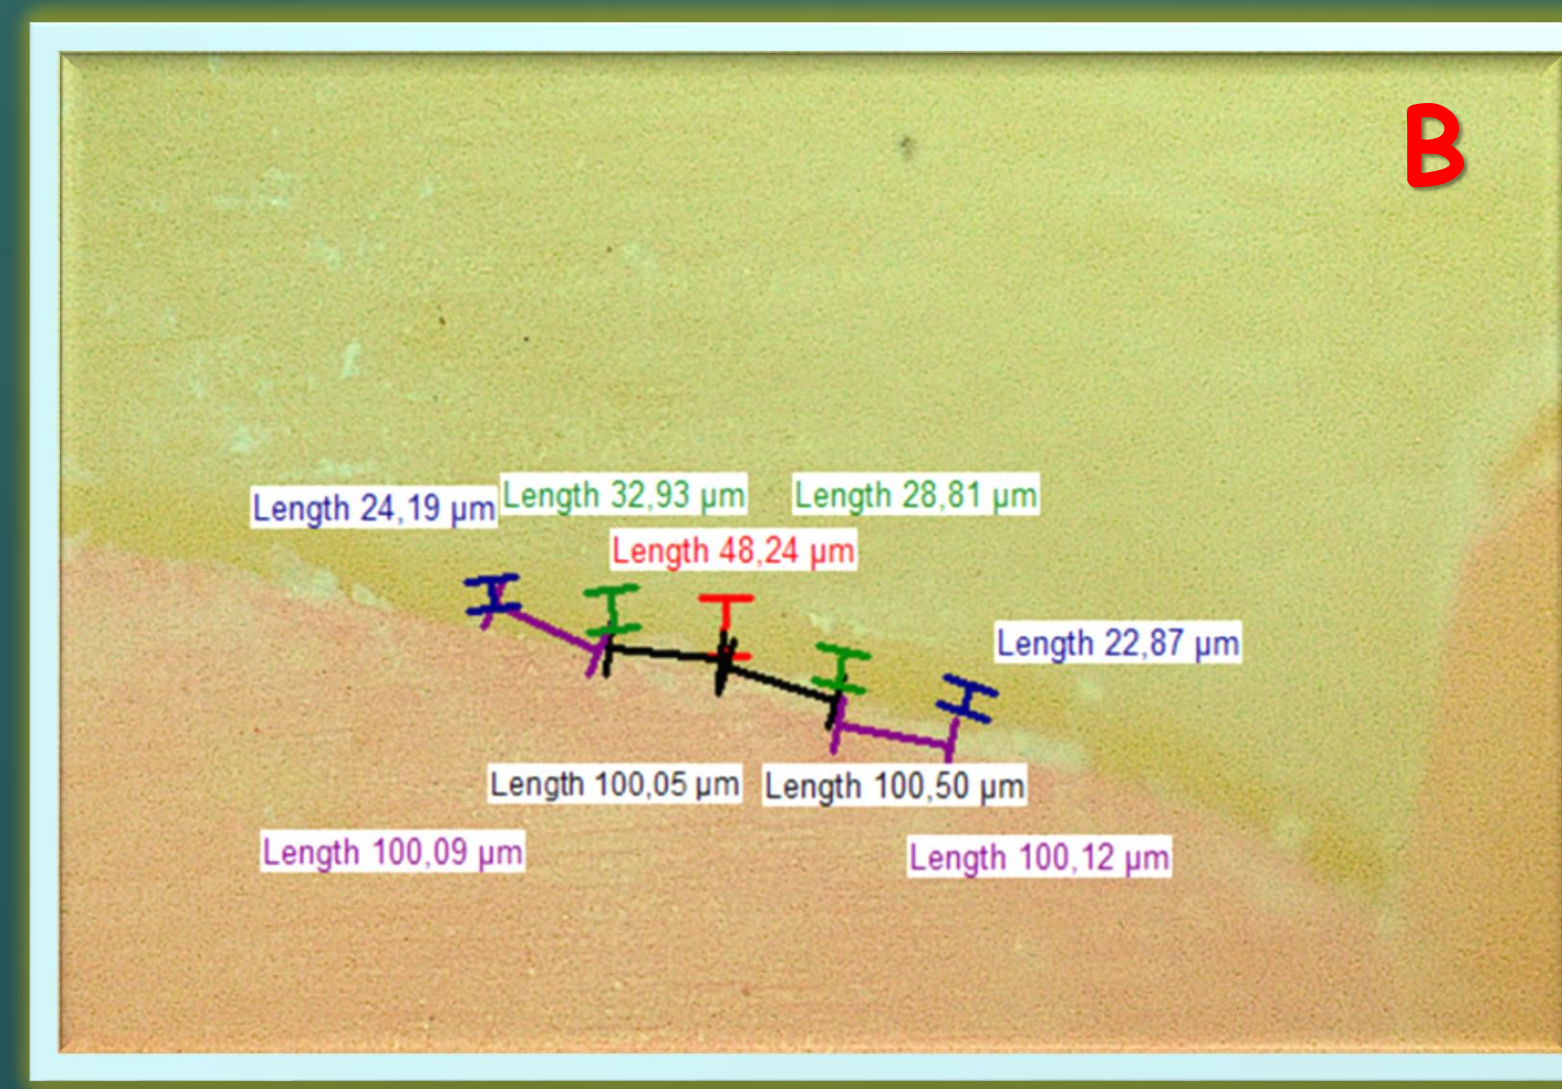 B
Length 24,19 µm
Length 32,93 µm
Length 28,81 µm
Length 48,24 µm
Length 22,87 µm
Length 100,05 µm
Length 100,50 µm
Length 100,09 µm
Length 100,12 µm